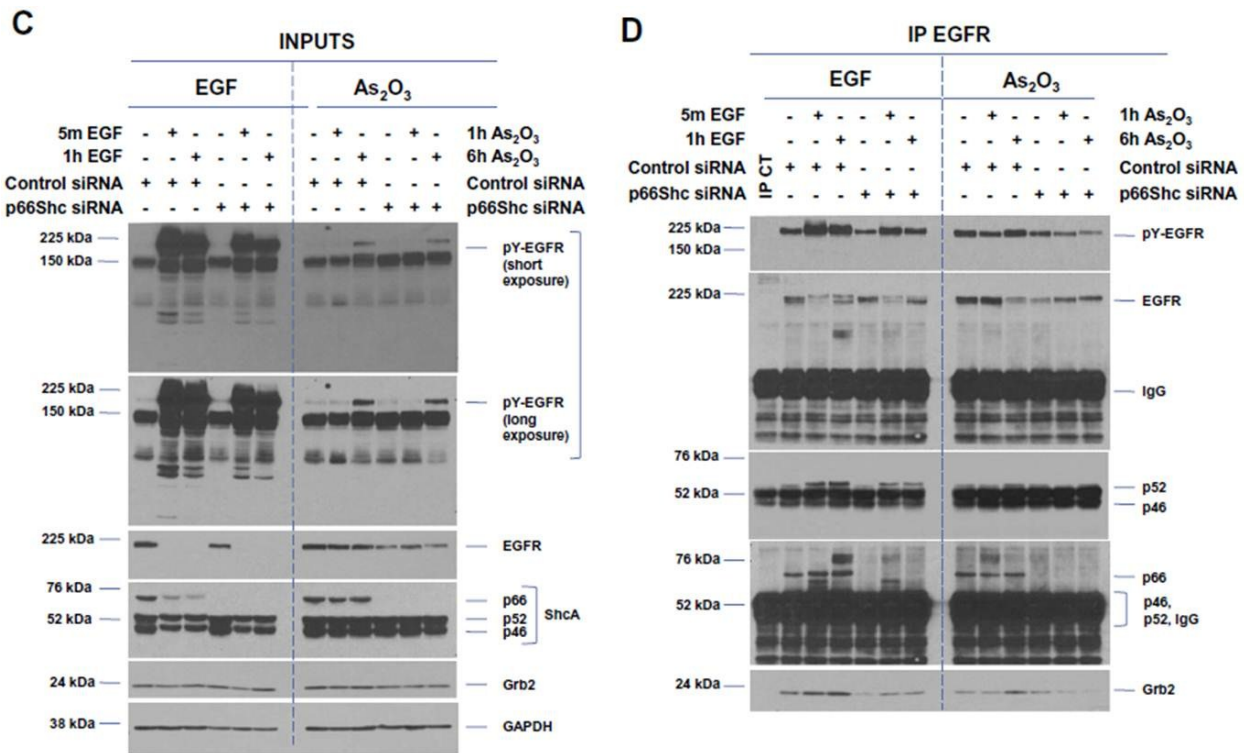 C
INPUTS
EGF
As₂O₃
5m EGF - + - - + - - + - - + - 1h As₂O₃
1h EGF - - + - - + - - + - - + 6h As₂O₃
Control siRNA + + + - - - + + + - - - Control siRNA
p66Shc siRNA - - - + + + - - - + + + p66Shc siRNA
225 kDa
150 kDa
pY-EGFR
(short
exposure)
225 kDa
150 kDa
pY-EGFR
(long
exposure)
225 kDa
EGFR
76 kDa
52 kDa
p66
p52
p46
ShcA
24 kDa
Grb2
38 kDa
GAPDH
D
IP EGFR
EGF
As₂O₃
5m EGF - + - - + - - + - - + - 1h As₂O₃
1h EGF - - + - - + - - + - - + 6h As₂O₃
Control siRNA + + + - - - + + + - - - Control siRNA
p66Shc siRNA - - - + + + - - - + + + p66Shc siRNA
IP CT
225 kDa
150 kDa
pY-EGFR
225 kDa
EGFR
IgG
76 kDa
52 kDa
p52
p46
76 kDa
52 kDa
p66
p46,
p52, IgG
24 kDa
Grb2